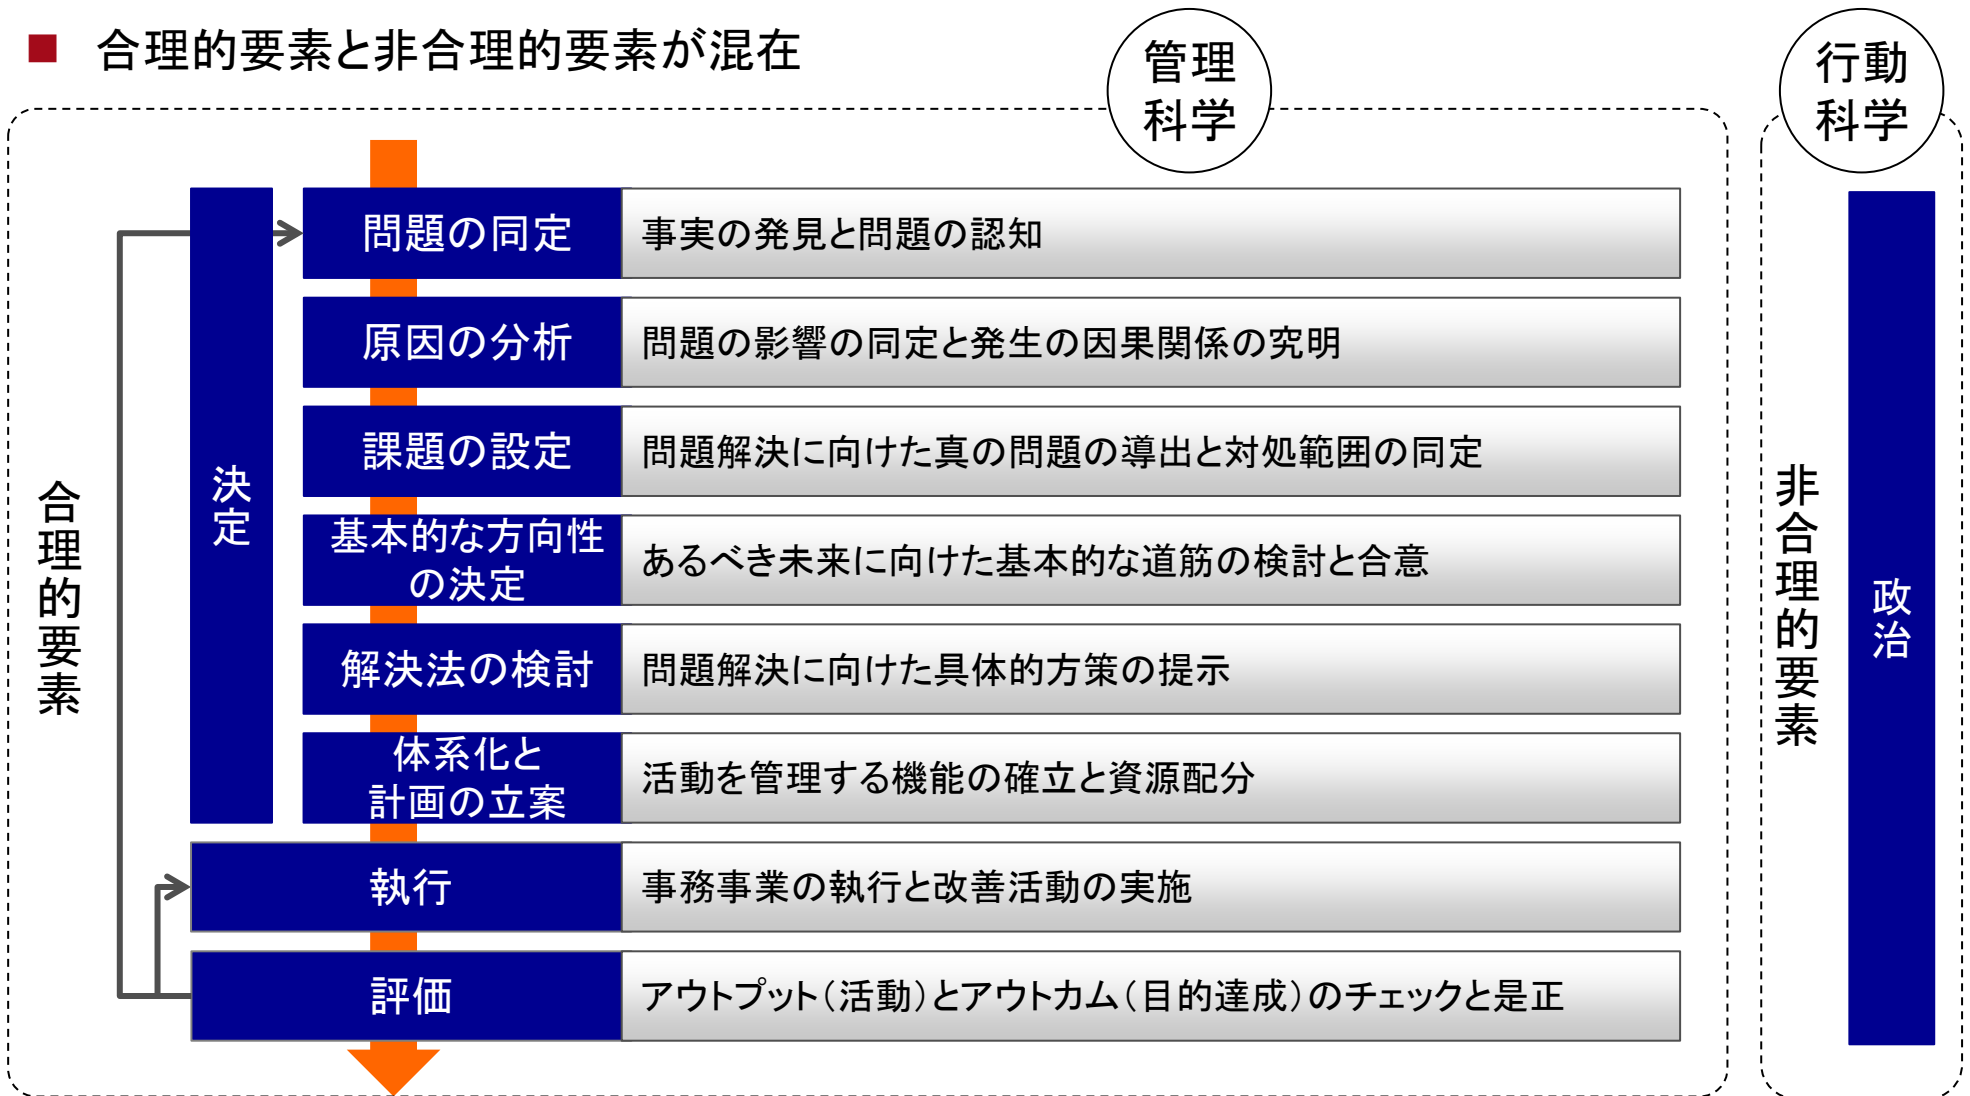 合理的要素と非合理的要素が混在
管理
科学
行動
科学
合理的要素
決定
問題の同定
事実の発見と問題の認知
原因の分析
問題の影響の同定と発生の因果関係の究明
課題の設定
問題解決に向けた真の問題の導出と対処範囲の同定
基本的な方向性
の決定
あるべき未来に向けた基本的な道筋の検討と合意
解決法の検討
問題解決に向けた具体的方策の提示
体系化と
計画の立案
活動を管理する機能の確立と資源配分
執行
事務事業の執行と改善活動の実施
評価
アウトプット（活動）とアウトカム（目的達成）のチェックと是正
非合理的要素
政治